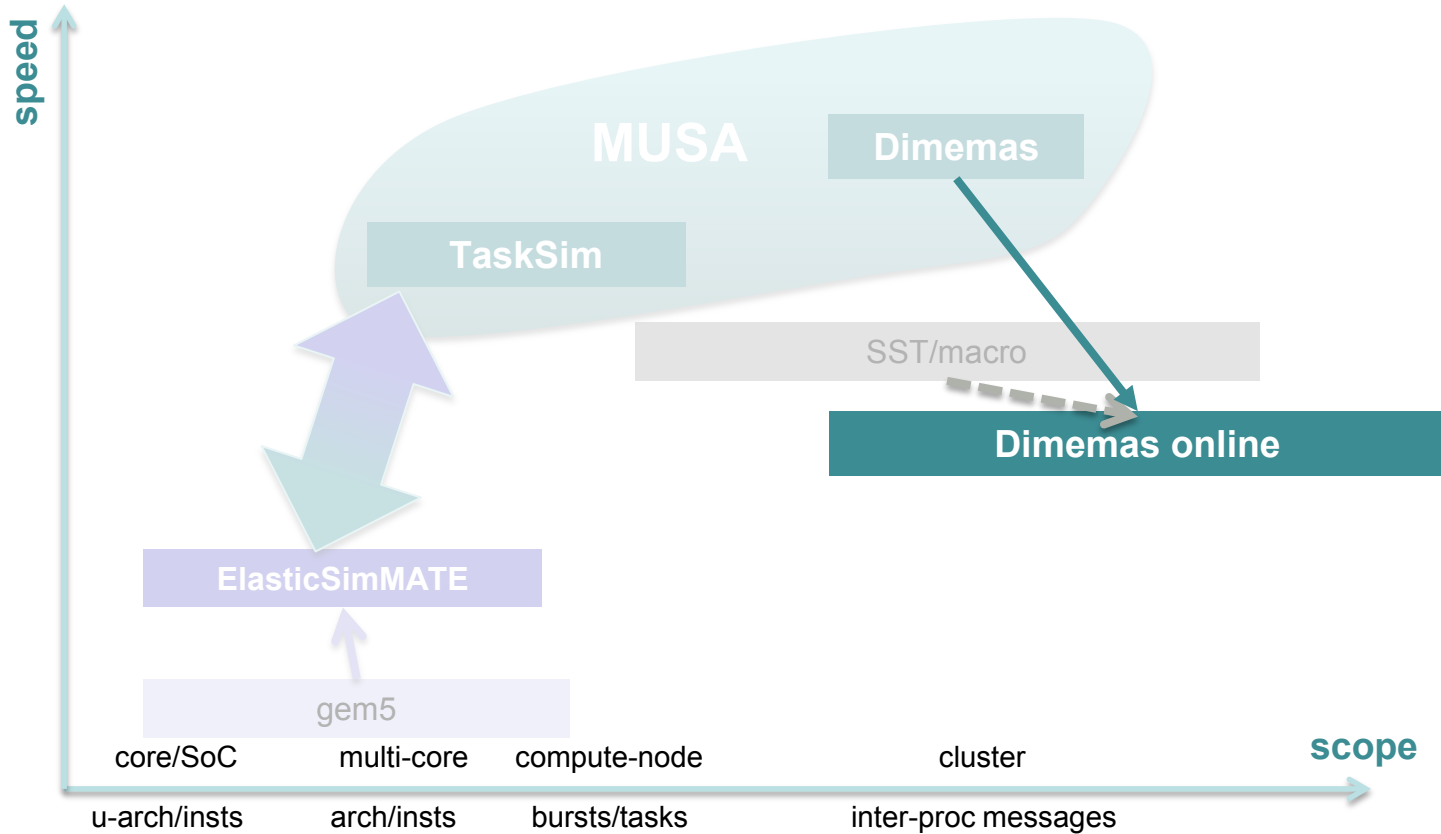 speed
MUSA
Dimemas
TaskSim
SST/macro
Dimemas online
ElasticSimMATE
gem5
core/SoC multi-core compute-node cluster scope
u-arch/insts arch/insts bursts/tasks inter-proc messages